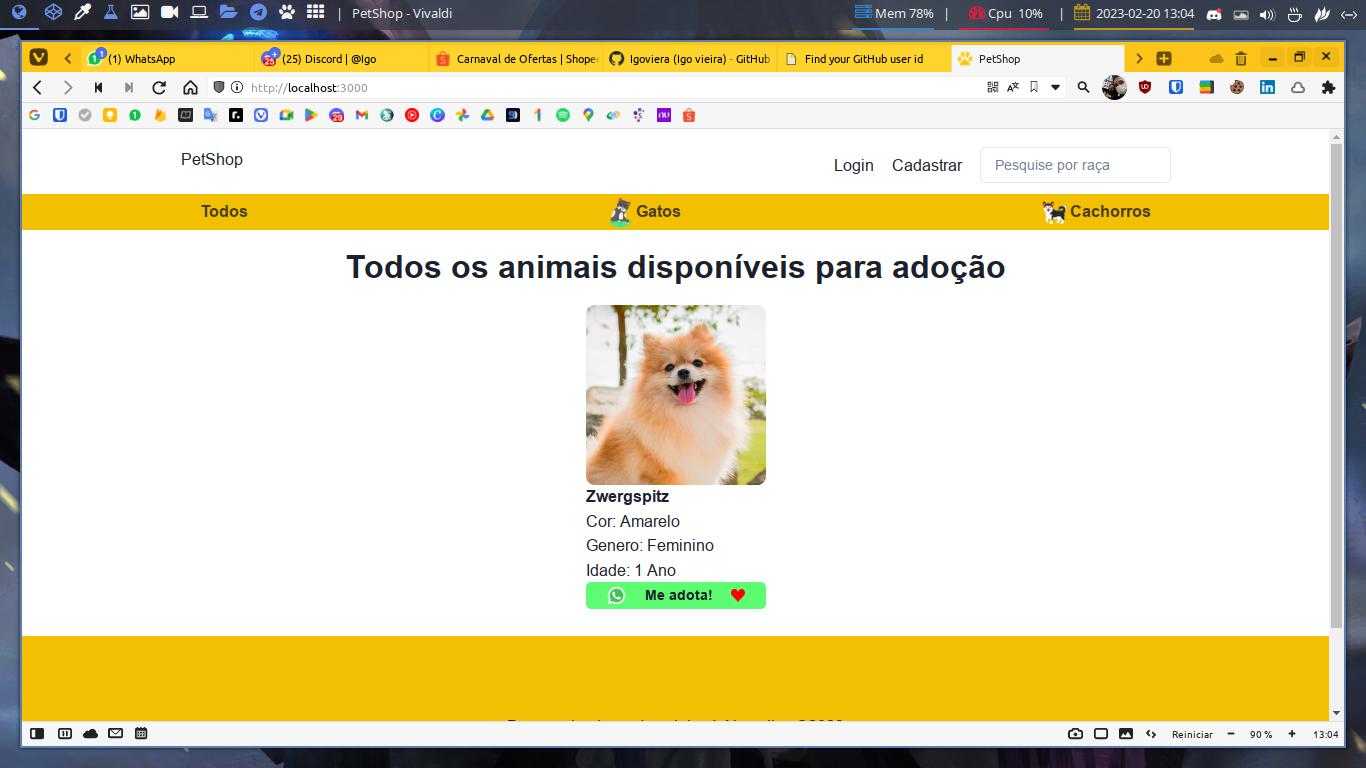 | PetShop - Vivaldi
Mem 78% | Cpu 10% | 2023-02-20 13:04
(1) WhatsApp
(25) Discord | @Igo
Carnaval de Ofertas | Shopee
Igoviera (Igo vieira) · GitHub
Find your GitHub user id
PetShop
http://localhost:3000
PetShop
Login
Cadastrar
Pesquise por raça
Todos
Gatos
Cachorros
Todos os animais disponíveis para adoção
Zwergspitz
Cor: Amarelo
Genero: Feminino
Idade: 1 Ano
Me adota!
Reiniciar
90 %
13:04